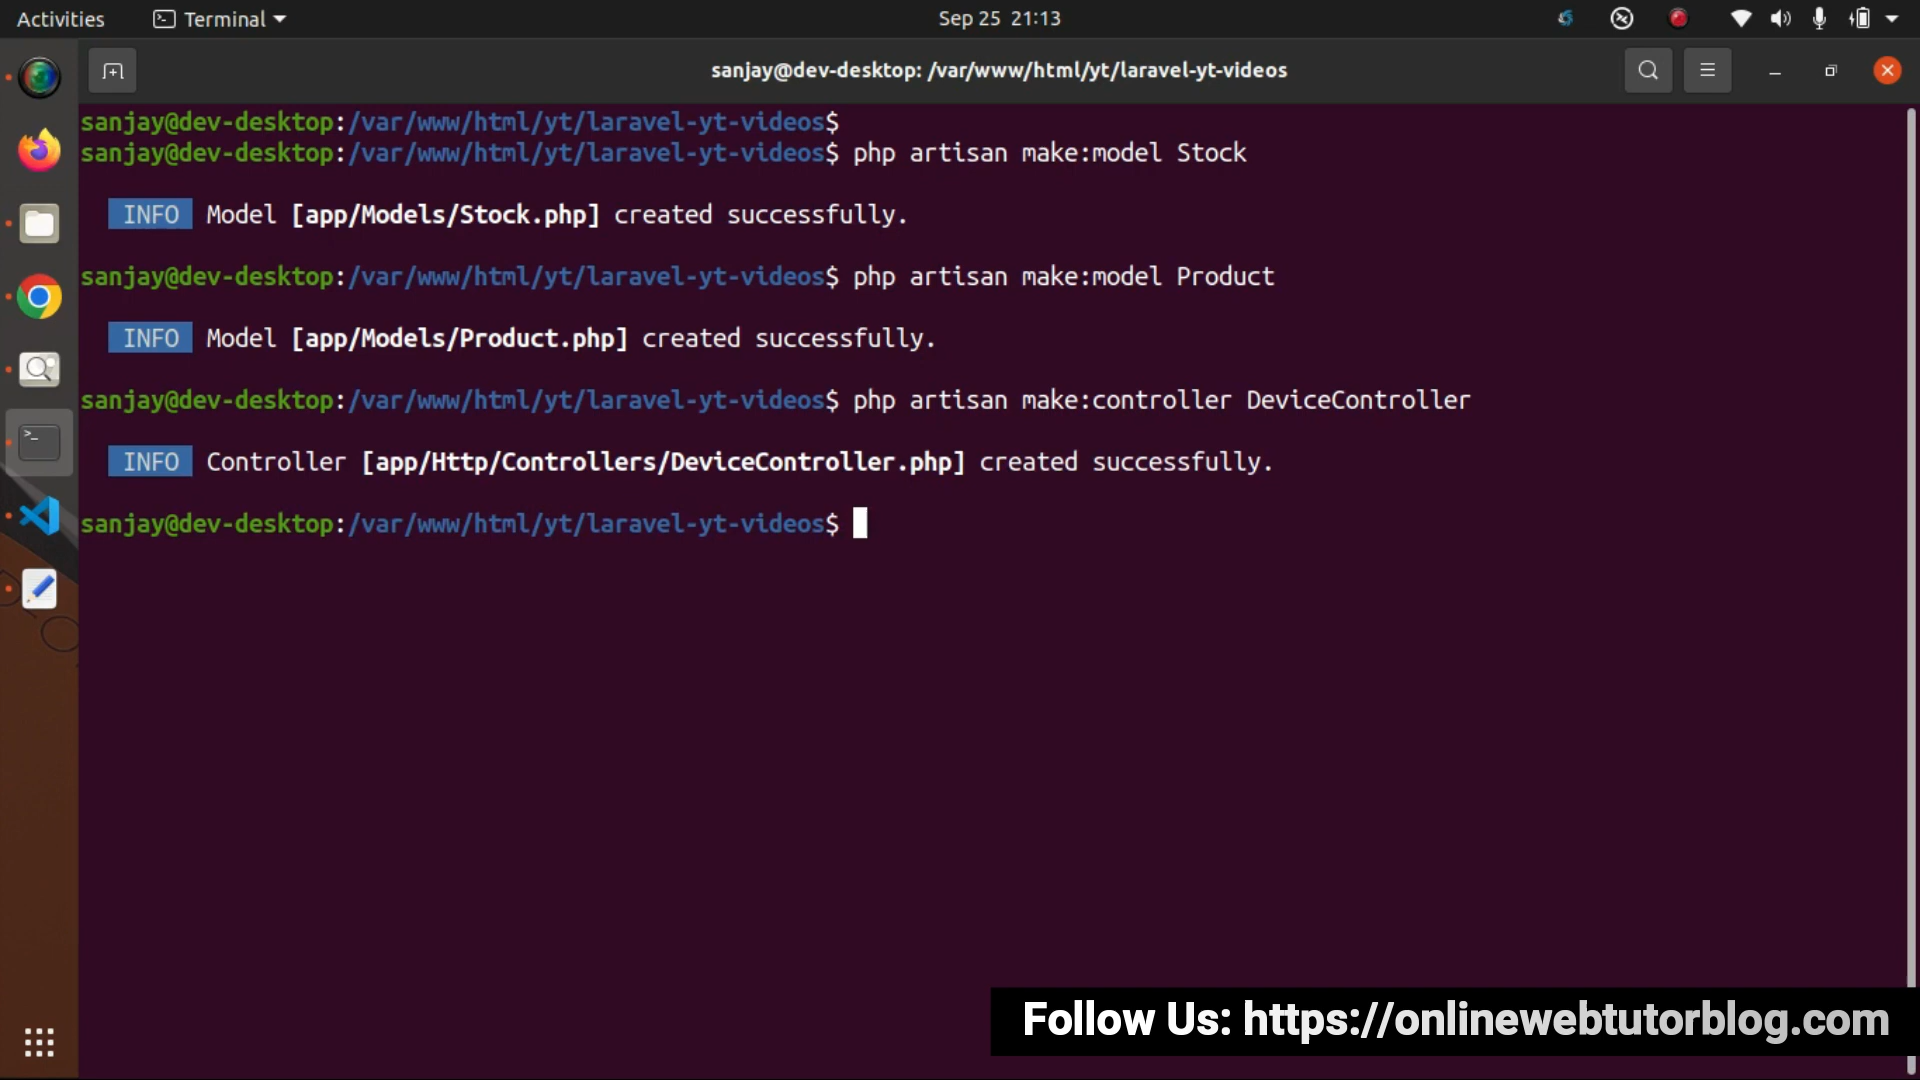 Activities Terminal Sep 25 21:13
sanjay@dev-desktop: /var/www/html/yt/laravel-yt-videos
sanjay@dev-desktop:/var/www/html/yt/laravel-yt-videos$
sanjay@dev-desktop:/var/www/html/yt/laravel-yt-videos$ php artisan make:model Stock
INFO Model [app/Models/Stock.php] created successfully.
sanjay@dev-desktop:/var/www/html/yt/laravel-yt-videos$ php artisan make:model Product
INFO Model [app/Models/Product.php] created successfully.
sanjay@dev-desktop:/var/www/html/yt/laravel-yt-videos$ php artisan make:controller DeviceController
INFO Controller [app/Http/Controllers/DeviceController.php] created successfully.
sanjay@dev-desktop:/var/www/html/yt/laravel-yt-videos$
Follow Us: https://onlinewebtutorblog.com